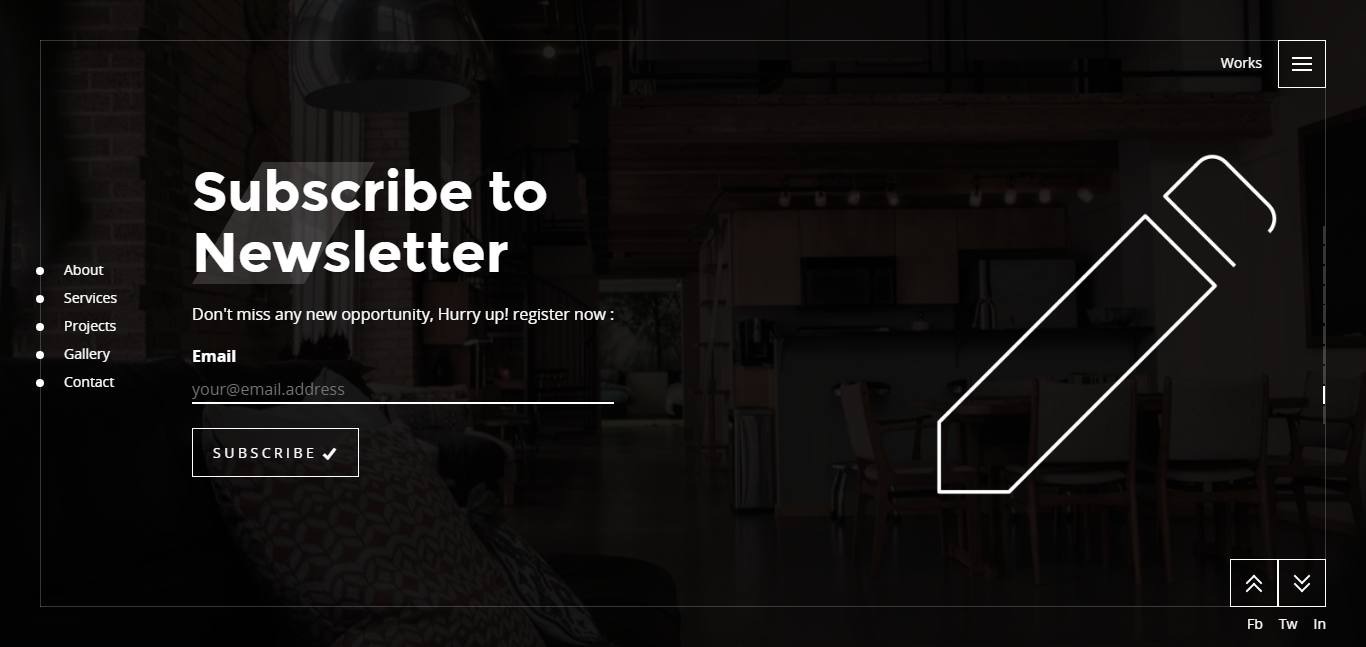 Works
Subscribe to
Newsletter
About
Services
Projects
Gallery
Contact
Don't miss any new opportunity, Hurry up! register now :
Email
your@email.address
SUBSCRIBE
Fb Tw In